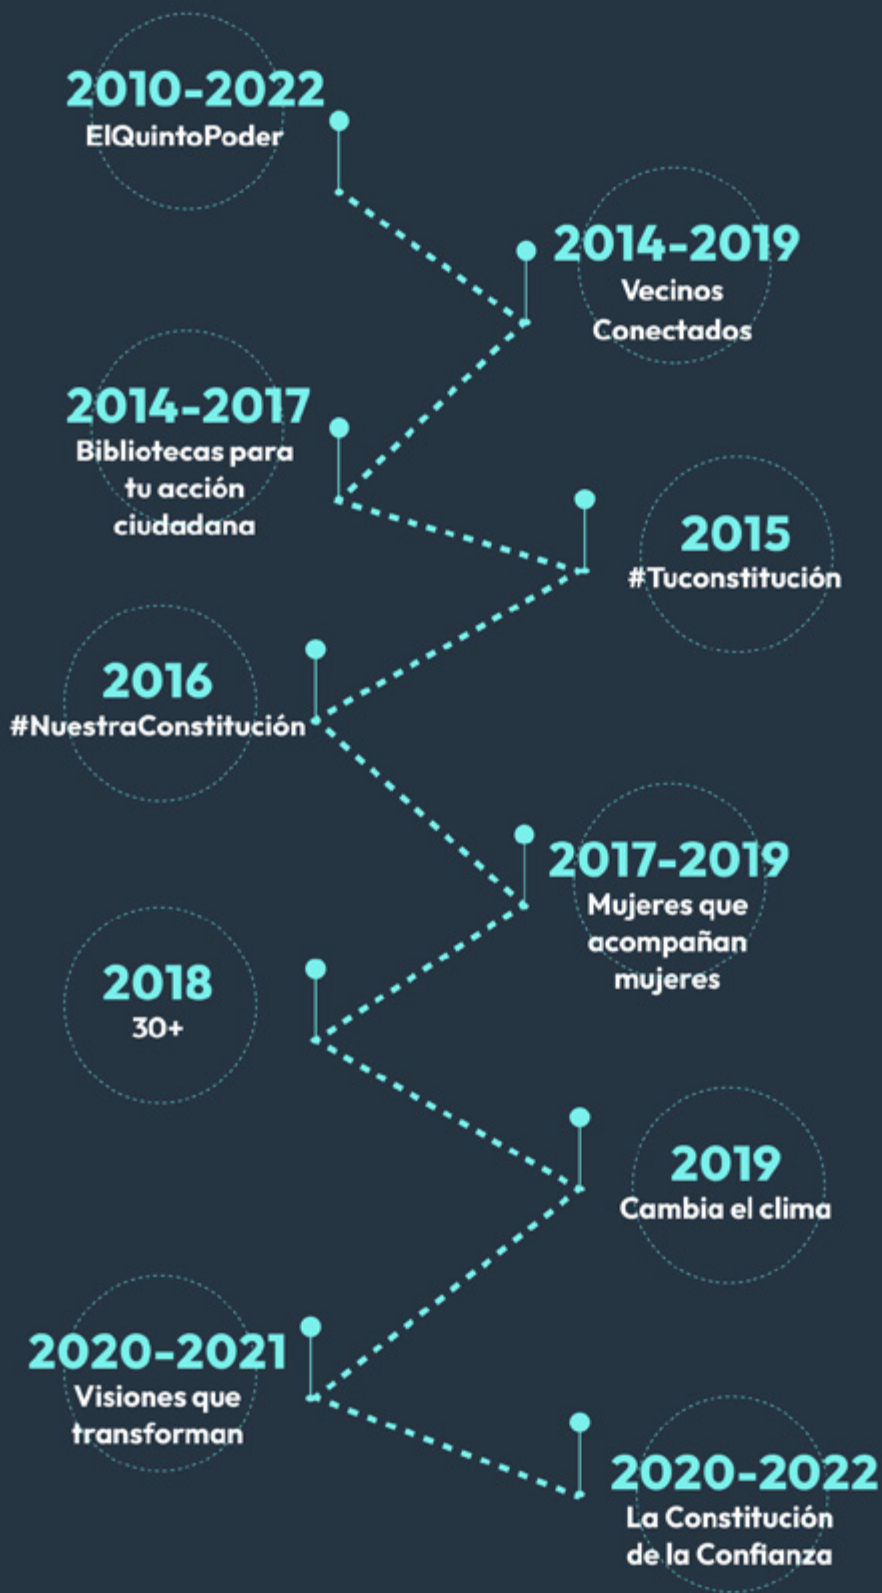 2010-2022
ElQuintoPoder
2014-2019
Vecinos
Conectados
2014-2017
Bibliotecas para
tu acción
ciudadana
2015
#Tuconstitución
2016
#NuestraConstitución
2017-2019
Mujeres que
acompañan
mujeres
2018
30+
2019
Cambia el clima
2020-2021
Visiones que
transforman
2020-2022
La Constitución
de la Confianza